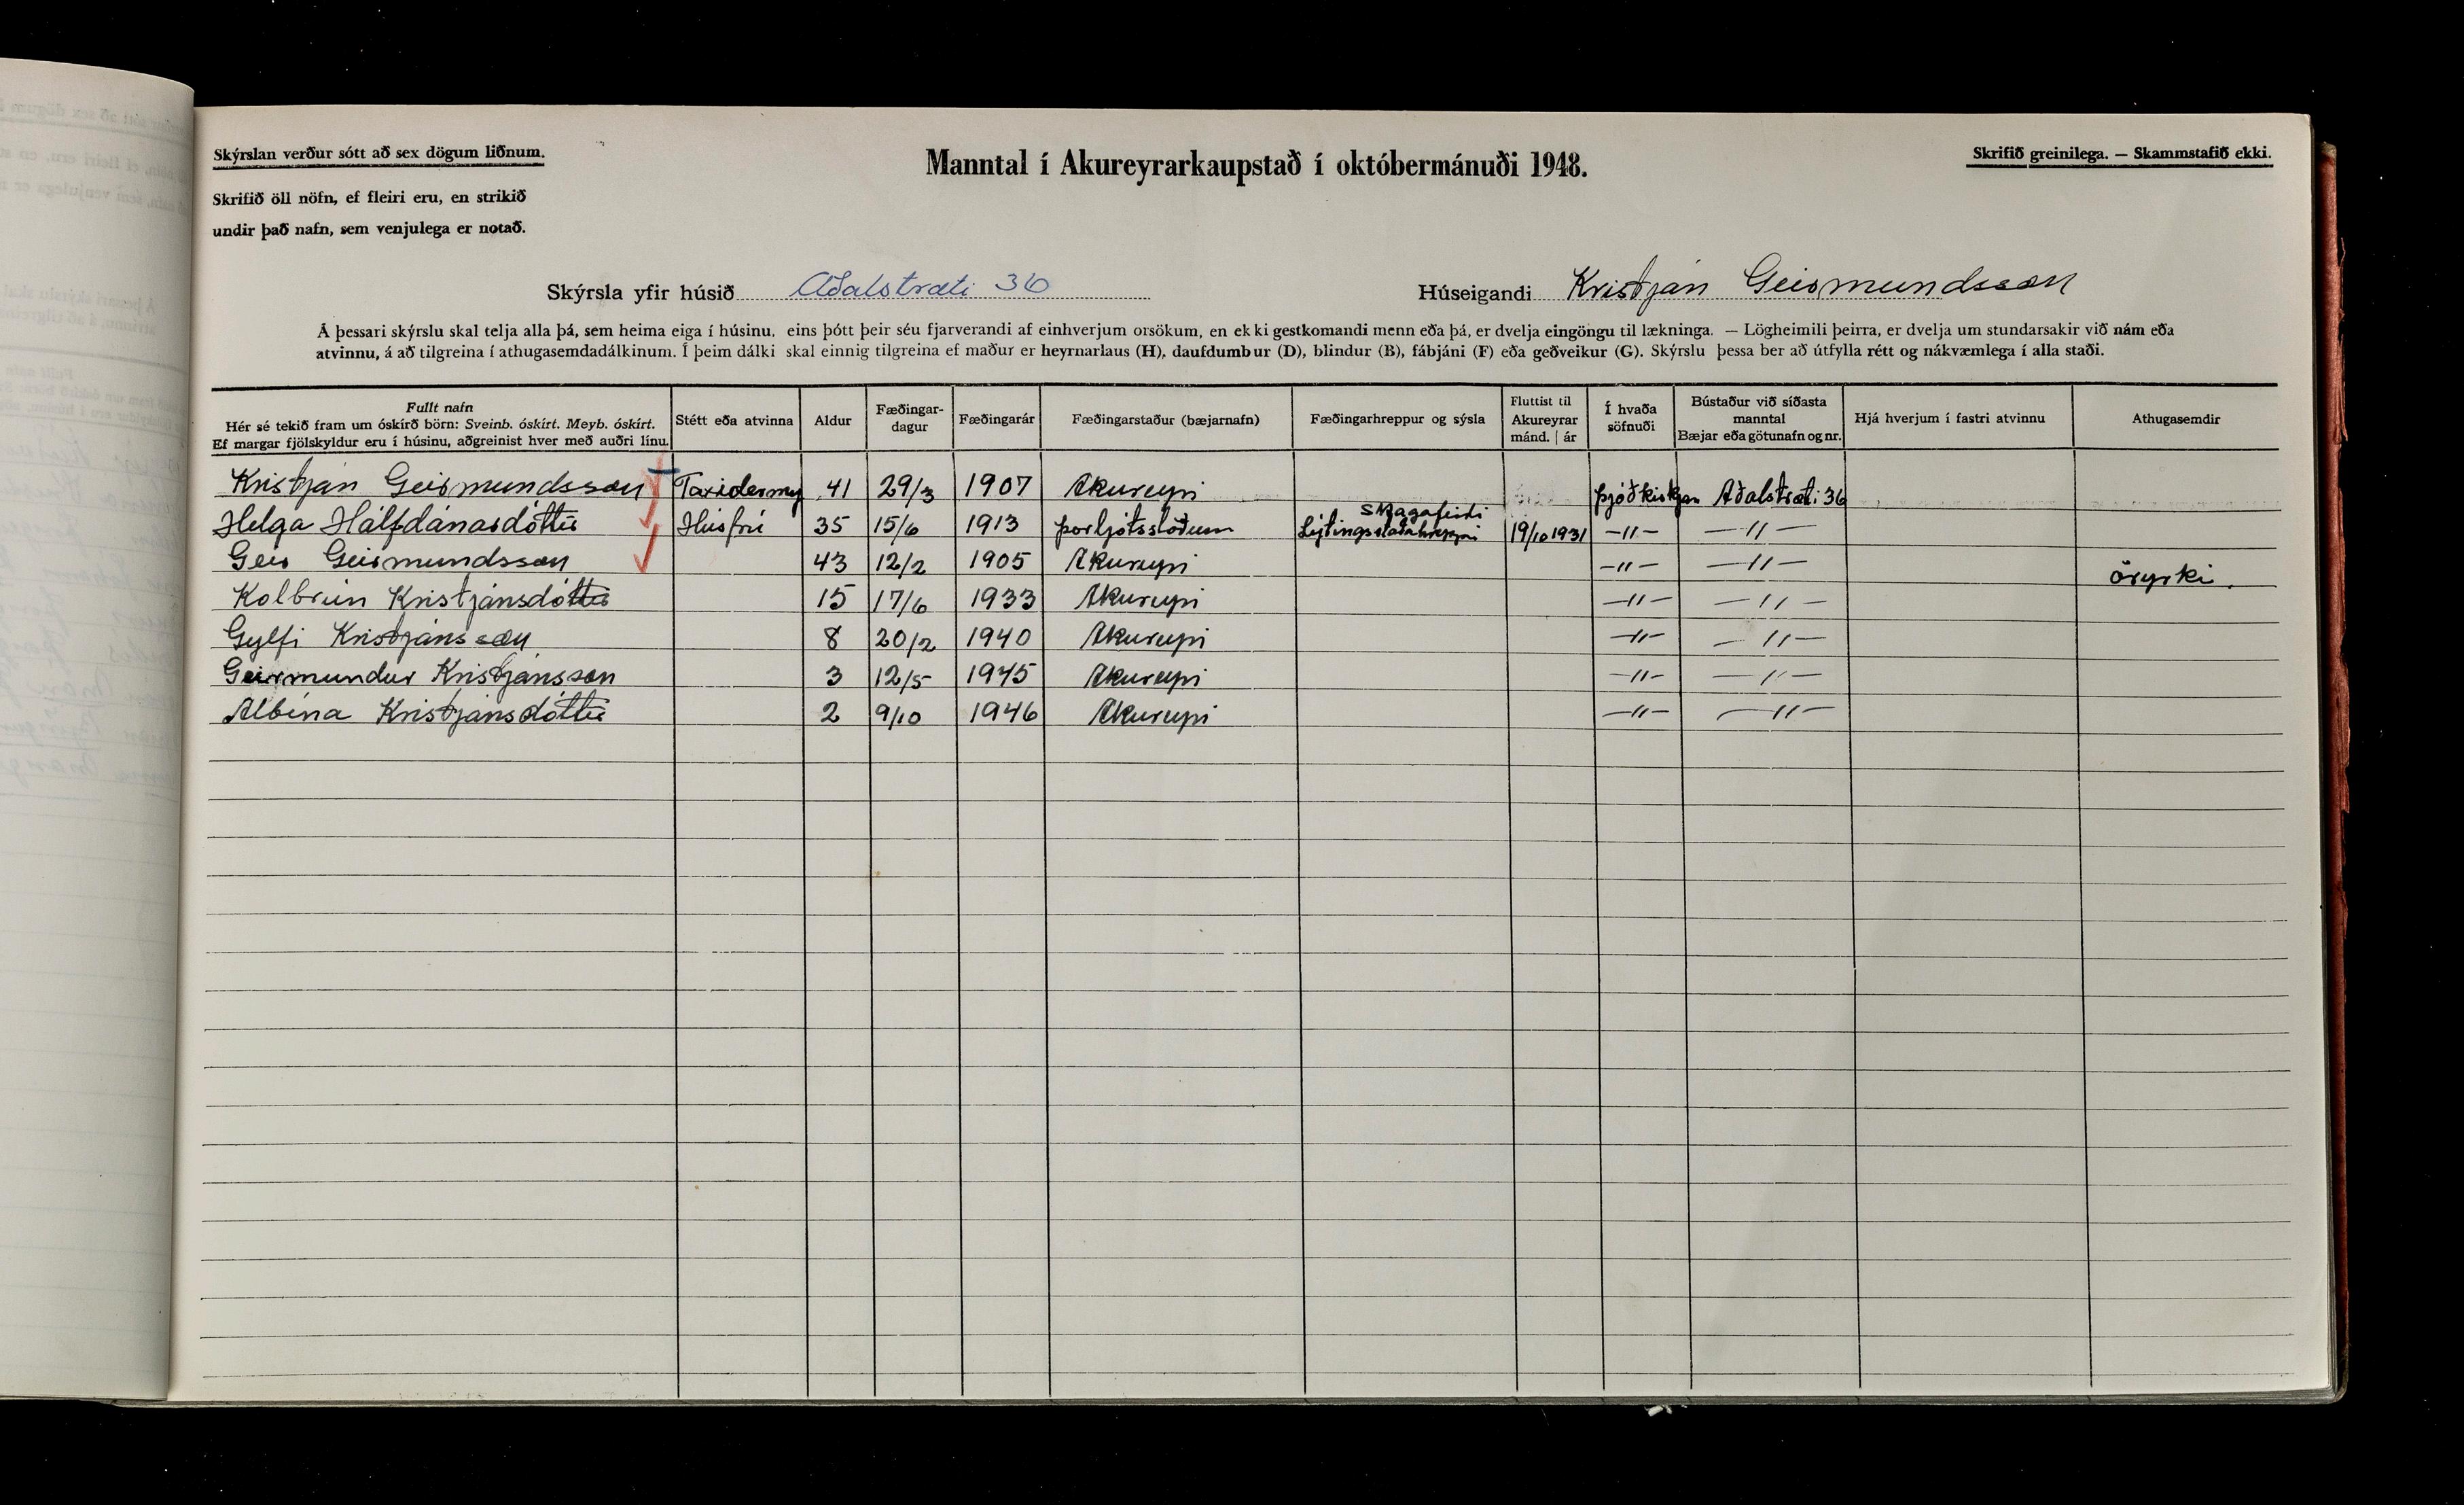 Skýrslan verður sótt að sex dögum liðnum.
Skrifið öll nöfn, ef fleiri eru, en strikið
undir það nafn, sem venjulega er notað.
Manntal í Akureyrarkaupstað í októbermánuði 1948.
Skrifið greinilega. — Skammstafið ekki.
Skýrsla yfir húsið Aðalstræti 36
Húseigandi Kristján Geirmundsson
Á þessari skýrslu skal telja alla þá, sem heima eiga í húsinu, eins þótt þeir séu fjarverandi af einhverjum orsökum, en ekki gestkomandi menn eða þá, er dvelja eingöngu til lækninga. — Lögheimili þeirra, er dvelja um stundarsakir við nám eða
atvinnu, á að tilgreina í athugasemdadálkinum. Í þeim dálki skal einnig tilgreina ef maður er heyrnarlaus (H), daufdumbur (D), blindur (B), fábjáni (F) eða geðveikur (G). Skýrslu þessa ber að útfylla rétt og nákvæmlega í alla staði.
Fullt nafn
Hér sé tekið fram um óskírð börn: Sveinb. óskírt. Meyb. óskírt.
Ef margar fjölskyldur eru í húsinu, aðgreinist hver með auðri línu.
Stétt eða atvinna
Aldur
Fæðingar-
dagur
Fæðingarár
Fæðingarstaður (bæjarnafn)
Fæðingarhreppur og sýsla
Fluttist til
Akureyrar
mánd. | ár
Í hvaða
söfnuði
Bústaður við síðasta
manntal
Bæjar eða götunafn og nr.
Hjá hverjum í fastri atvinnu
Athugasemdir
Kristján Geirmundsson Taxidermy 41 29/3 1907 Akureyri Þjóðkirkjan Aðalstræti 36
Helga Hálfdánardóttir Húsfrú 35 15/6 1913 Þorljótsstöðum Skagafirði Lýtingsstaðahreppi 19/10 1931 —〃— —〃—
Geir Geirmundsson 43 12/2 1905 Akureyri —〃— —〃— öryrki.
Kolbrún Kristjánsdóttir 15 17/6 1933 Akureyri —〃— —〃—
Gylfi Kristjánsson 8 20/2 1940 Akureyri —〃— —〃—
Geirmundur Kristjánsson 3 12/5 1945 Akureyri —〃— —〃—
Albína Kristjánsdóttir 2 9/10 1946 Akureyri —〃— —〃—